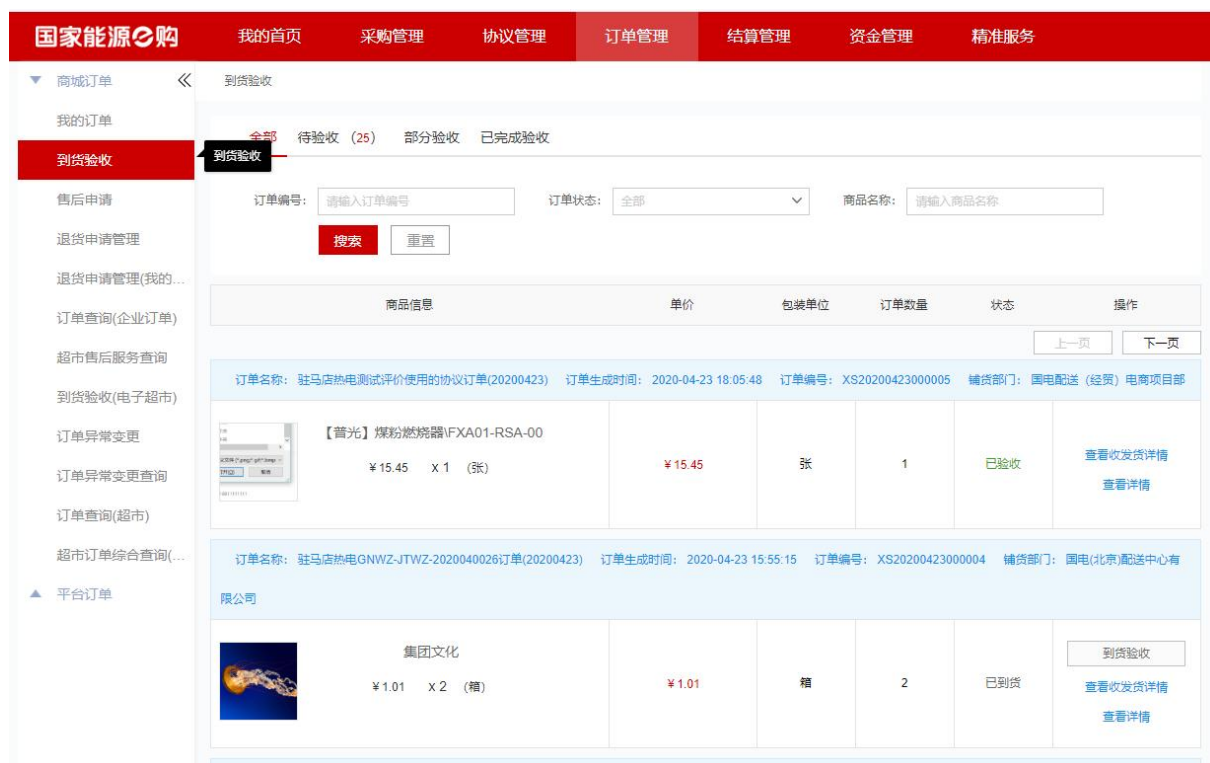 国家能源e购 我的首页 采购管理 协议管理 订单管理 结算管理 资金管理 精准服务
商城订单
到货验收
我的订单
全部 待验收 (25) 部分验收 已完成验收
到货验收
到货验收
售后申请
订单编号: 请输入订单编号 订单状态: 全部 商品名称: 请输入商品名称
退货申请管理
搜索 重置
退货申请管理(我的...
订单查询(企业订单)
商品信息 单价 包装单位 订单数量 状态 操作
超市售后服务查询
上一页 下一页
到货验收(电子超市)
订单名称: 驻马店热电测试评价使用的协议订单(20200423) 订单生成时间: 2020-04-23 18:05:48 订单编号: XS20200423000005 铺货部门: 国电配送(经贸)电商项目部
订单异常变更
【普光】煤粉燃烧器\FXA01-RSA-00
¥15.45 X 1 (张) ¥15.45 张 1 已验收 查看收发货详情
订单异常变更查询
查看详情
订单查询(超市)
超市订单综合查询(...
订单名称: 驻马店热电GNWZ-JTWZ-2020040026订单(20200423) 订单生成时间: 2020-04-23 15:55:15 订单编号: XS20200423000004 铺货部门: 国电(北京)配送中心有
限公司
平台订单
集团文化
¥1.01 X 2 (箱) ¥1.01 箱 2 已到货 到货验收
查看收发货详情
查看详情